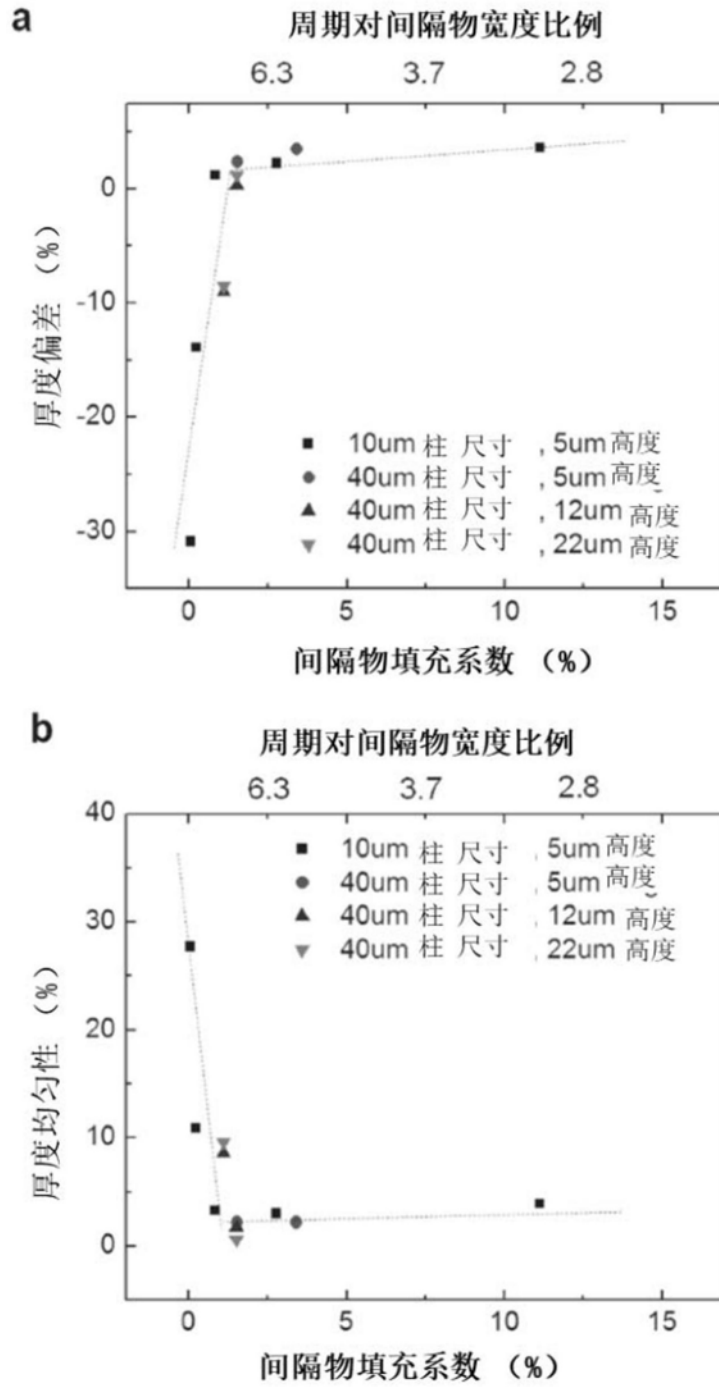 a
周期对间隔物宽度比例
6.3 3.7 2.8
0
-10
-20
-30
厚度偏差 (%)
10um 柱 尺寸 , 5um 高度
40um 柱 尺寸 , 5um 高度
40um 柱 尺寸 , 12um 高度
40um 柱 尺寸 , 22um 高度
0 5 10 15
间隔物填充系数 (%)
b
周期对间隔物宽度比例
6.3 3.7 2.8
40
30
20
10
0
厚度均匀性 (%)
10um 柱 尺寸 , 5um 高度
40um 柱 尺寸 , 5um 高度
40um 柱 尺寸 , 12um 高度
40um 柱 尺寸 , 22um 高度
0 5 10 15
间隔物填充系数 (%)